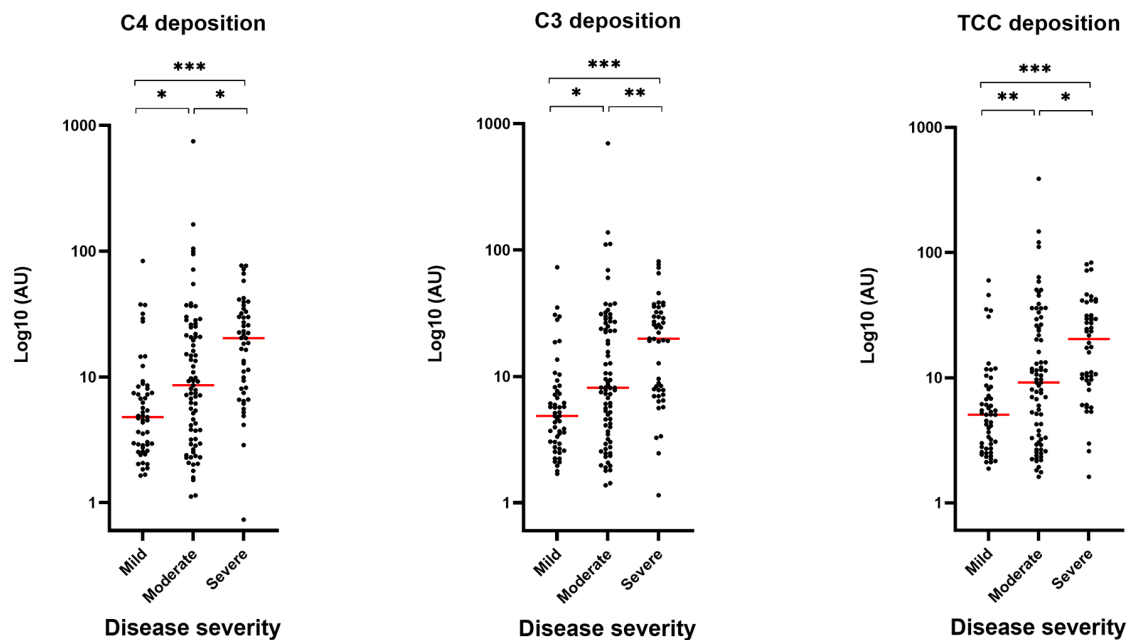 C4 deposition
***
*
*
1000
100
10
1
Log10 (AU)
Mild
Moderate
Severe
Disease severity
C3 deposition
***
*
**
1000
100
10
1
Log10 (AU)
Mild
Moderate
Severe
Disease severity
TCC deposition
***
**
*
1000
100
10
1
Log10 (AU)
Mild
Moderate
Severe
Disease severity